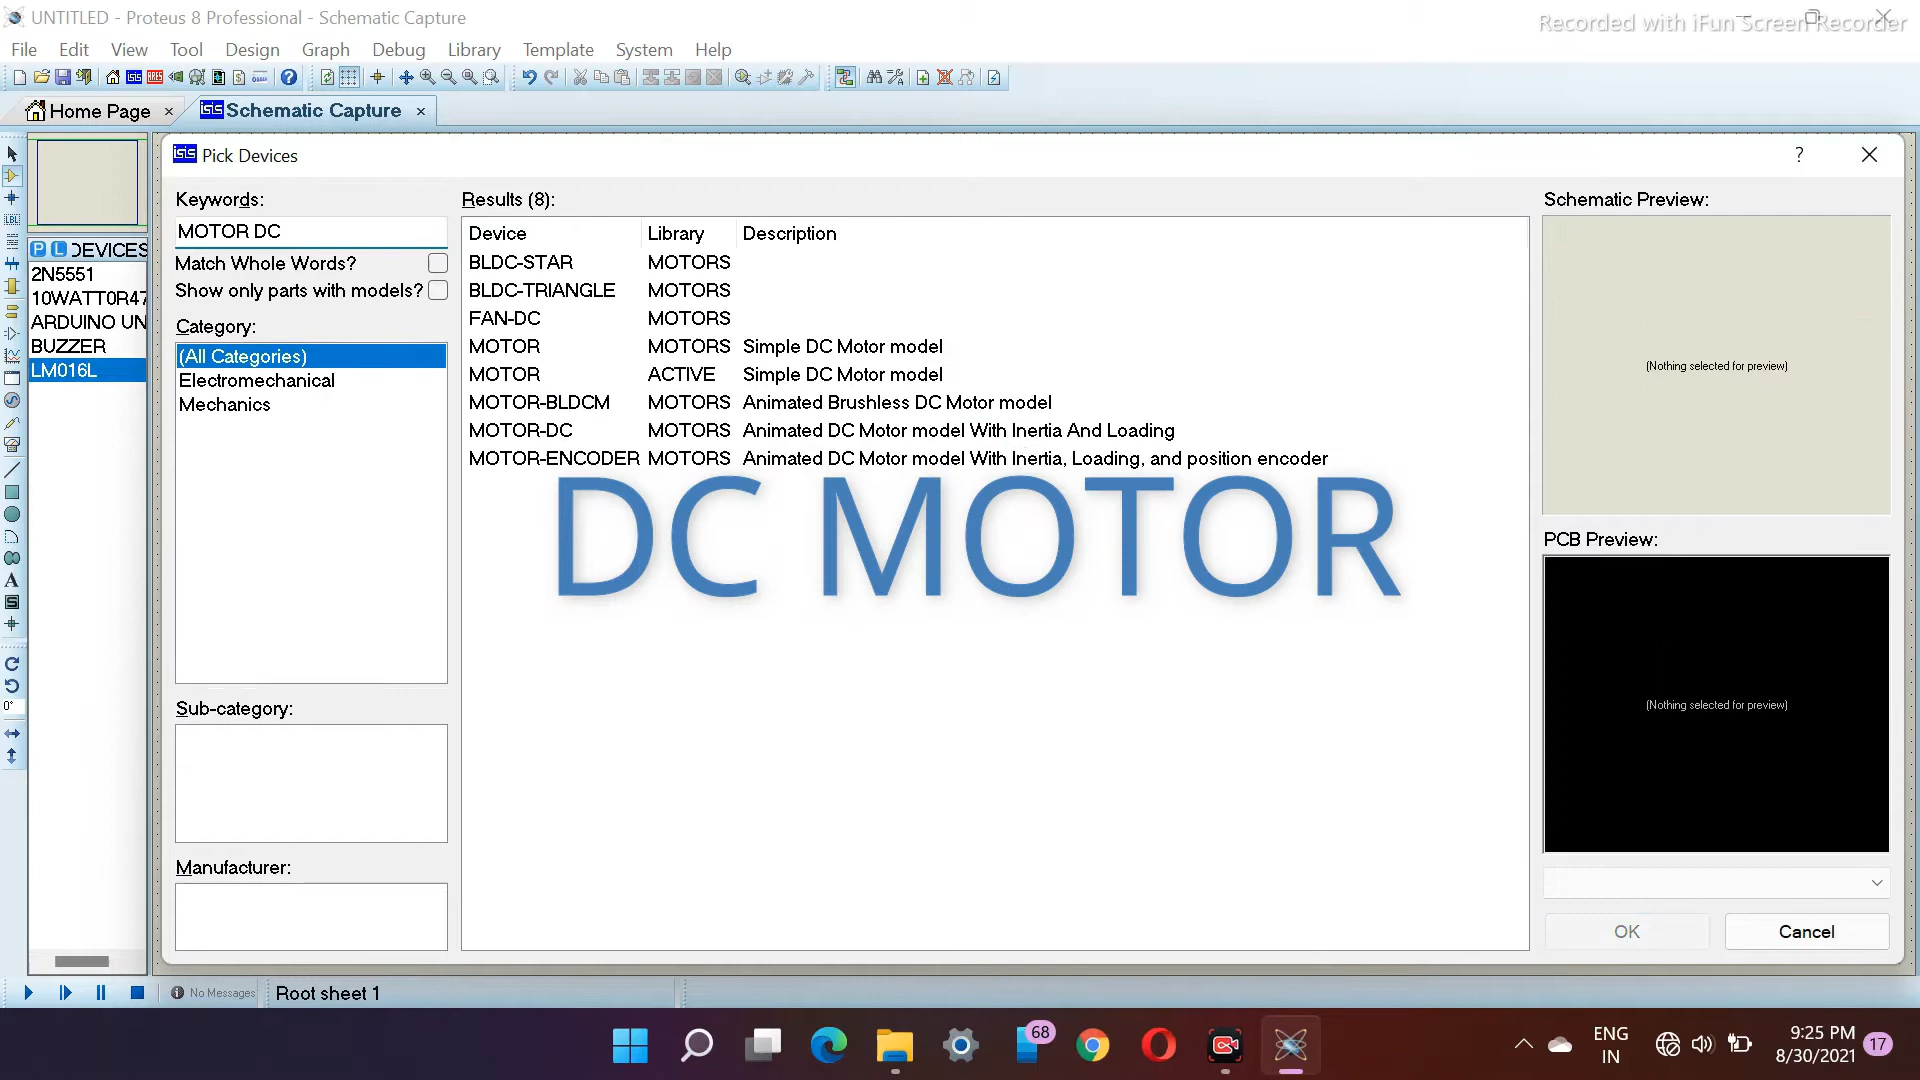 UNTITLED - Proteus 8 Professional - Schematic Capture
Recorded with iFun Screen Recorder
File Edit View Tool Design Graph Debug Library Template System Help
Home Page × Schematic Capture ×
Pick Devices ?
Keywords:
MOTOR DC
Match Whole Words?
Show only parts with models?
Category:
(All Categories)
Electromechanical
Mechanics
Sub-category:
Manufacturer:
P L DEVICES
2N5551
10WATT0R47
ARDUINO UN
BUZZER
LM016L
LBL
A
S
0°
Results (8):
Device Library Description
BLDC-STAR MOTORS
BLDC-TRIANGLE MOTORS
FAN-DC MOTORS
MOTOR MOTORS Simple DC Motor model
MOTOR ACTIVE Simple DC Motor model
MOTOR-BLDCM MOTORS Animated Brushless DC Motor model
MOTOR-DC MOTORS Animated DC Motor model With Inertia And Loading
MOTOR-ENCODER MOTORS Animated DC Motor model With Inertia, Loading, and position encoder
DC MOTOR
Schematic Preview:
(Nothing selected for preview)
PCB Preview:
(Nothing selected for preview)
OK Cancel
No Messages Root sheet 1
68
ENG
IN
9:25 PM
8/30/2021
17